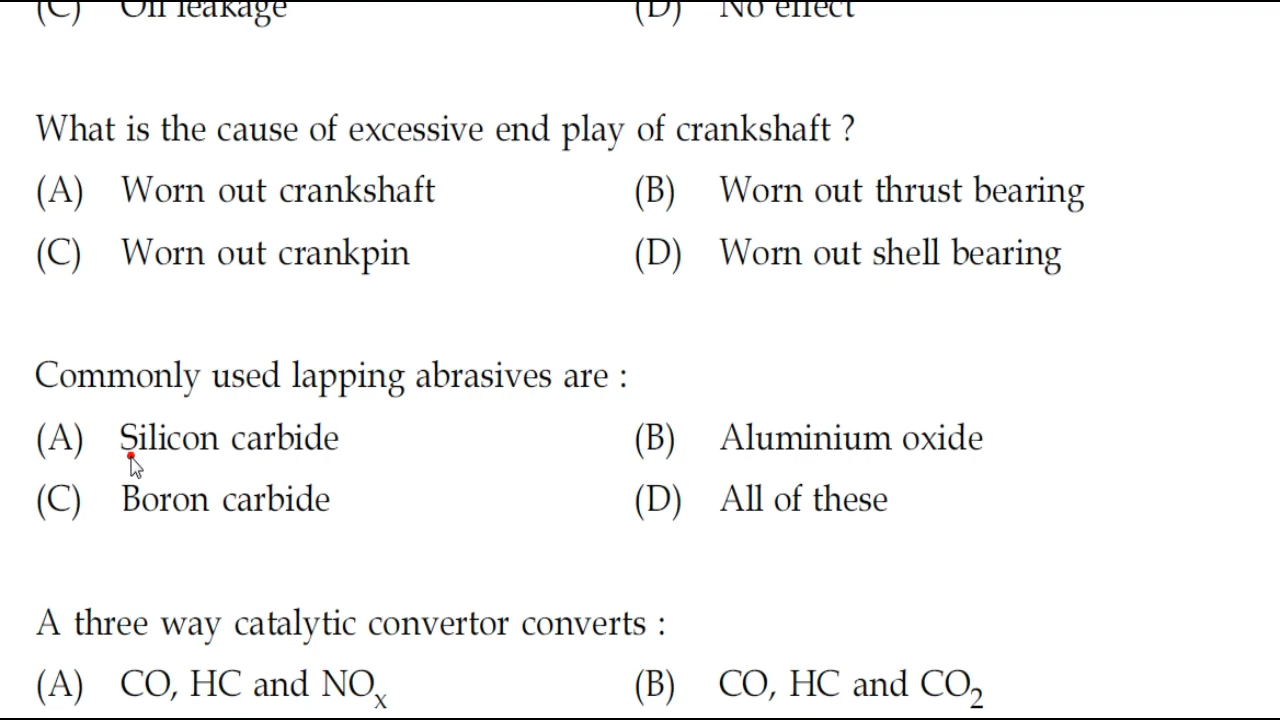 (C) Oil leakage (D) No effect
What is the cause of excessive end play of crankshaft ?
(A) Worn out crankshaft (B) Worn out thrust bearing
(C) Worn out crankpin (D) Worn out shell bearing
Commonly used lapping abrasives are :
(A) Silicon carbide (B) Aluminium oxide
(C) Boron carbide (D) All of these
A three way catalytic convertor converts :
(A) CO, HC and NOx (B) CO, HC and CO2